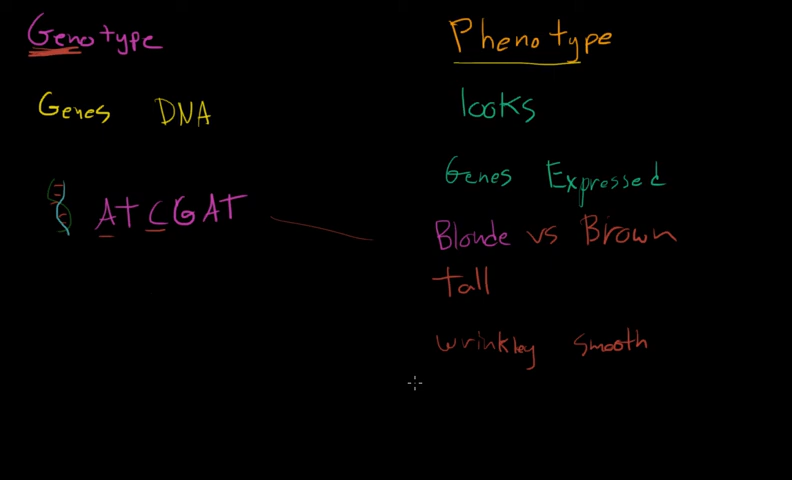 Genotype
Phenotype
Genes DNA
looks
Genes Expressed
ATCGAT
Blonde vs Brown
tall
wrinkley smooth